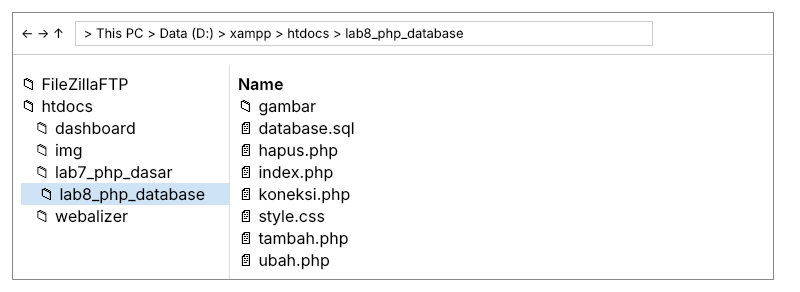 > This PC > Data (D:) > xampp > htdocs > lab8_php_database
FileZillaFTP
htdocs
dashboard
img
lab7_php_dasar
lab8_php_database
webalizer
Name
gambar
database.sql
hapus.php
index.php
koneksi.php
style.css
tambah.php
ubah.php